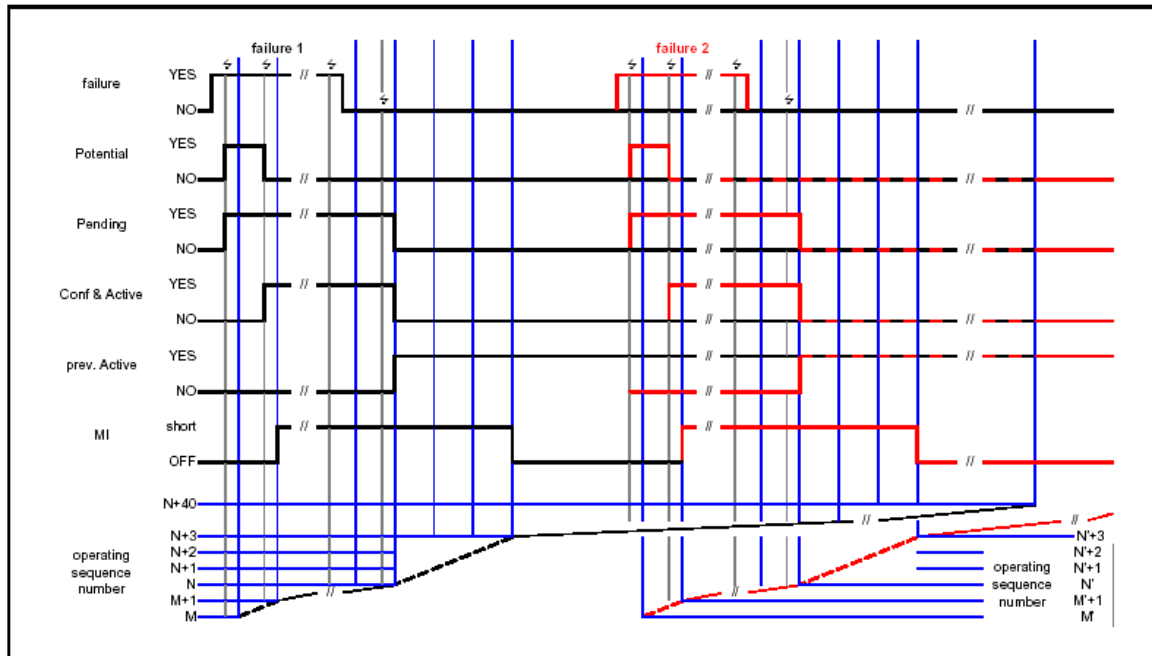 failure 1
failure 2
failure
YES
NO
Potential
YES
NO
Pending
YES
NO
Conf & Active
YES
NO
prev. Active
YES
NO
MI
short
OFF
N+40
N+3
N+2
N+1
N
M+1
M
operating
sequence
number
operating
sequence
number
N'+3
N'+2
N'+1
N'
M'+1
M'